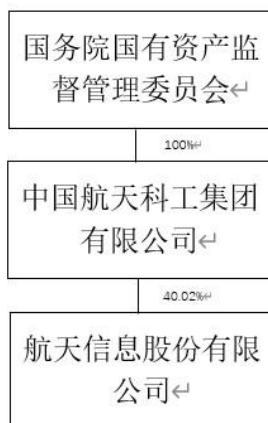 国务院国有资产监
督管理委员会↵
100%↵
中国航天科工集团
有限公司↵
40.02%↵
航天信息股份有限
公司↵